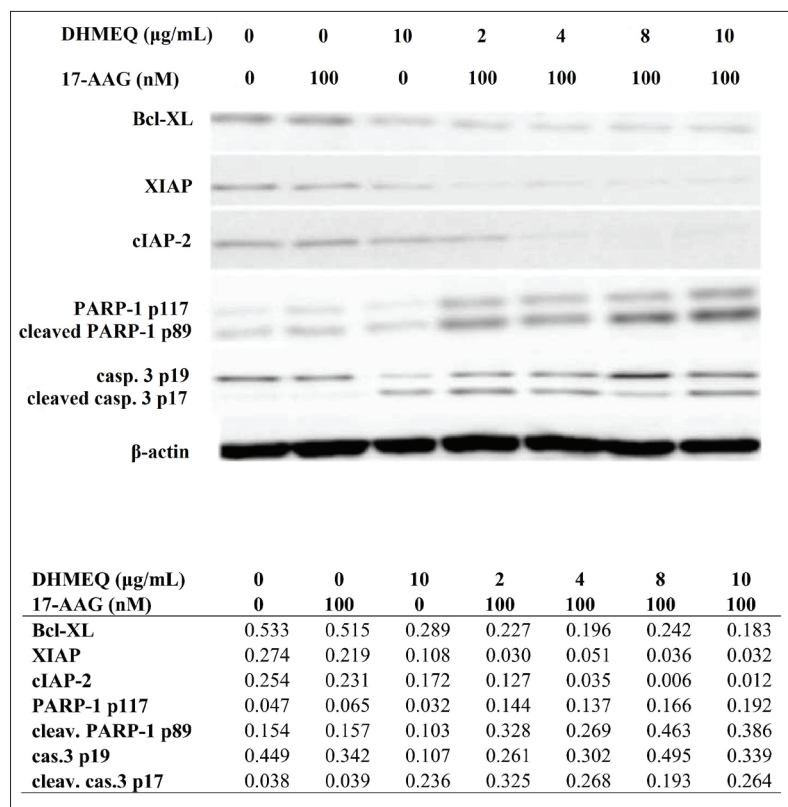 DHMEQ (µg/mL) 0 0 10 2 4 8 10
17-AAG (nM) 0 100 0 100 100 100 100
Bcl-XL
XIAP
cIAP-2
PARP-1 p117
cleaved PARP-1 p89
casp. 3 p19
cleaved casp. 3 p17
β-actin
DHMEQ (µg/mL) 0 0 10 2 4 8 10
17-AAG (nM) 0 100 0 100 100 100 100
Bcl-XL 0.533 0.515 0.289 0.227 0.196 0.242 0.183
XIAP 0.274 0.219 0.108 0.030 0.051 0.036 0.032
cIAP-2 0.254 0.231 0.172 0.127 0.035 0.006 0.012
PARP-1 p117 0.047 0.065 0.032 0.144 0.137 0.166 0.192
cleav. PARP-1 p89 0.154 0.157 0.103 0.328 0.269 0.463 0.386
cas.3 p19 0.449 0.342 0.107 0.261 0.302 0.495 0.339
cleav. cas.3 p17 0.038 0.039 0.236 0.325 0.268 0.193 0.264